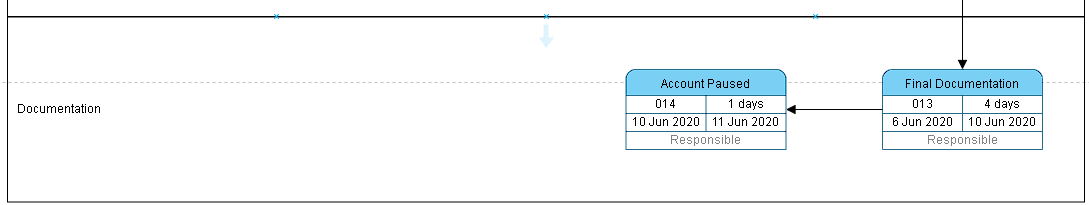 Account Paused
014 1 days
10 Jun 2020 11 Jun 2020
Responsible
Final Documentation
013 4 days
6 Jun 2020 10 Jun 2020
Responsible
Documentation